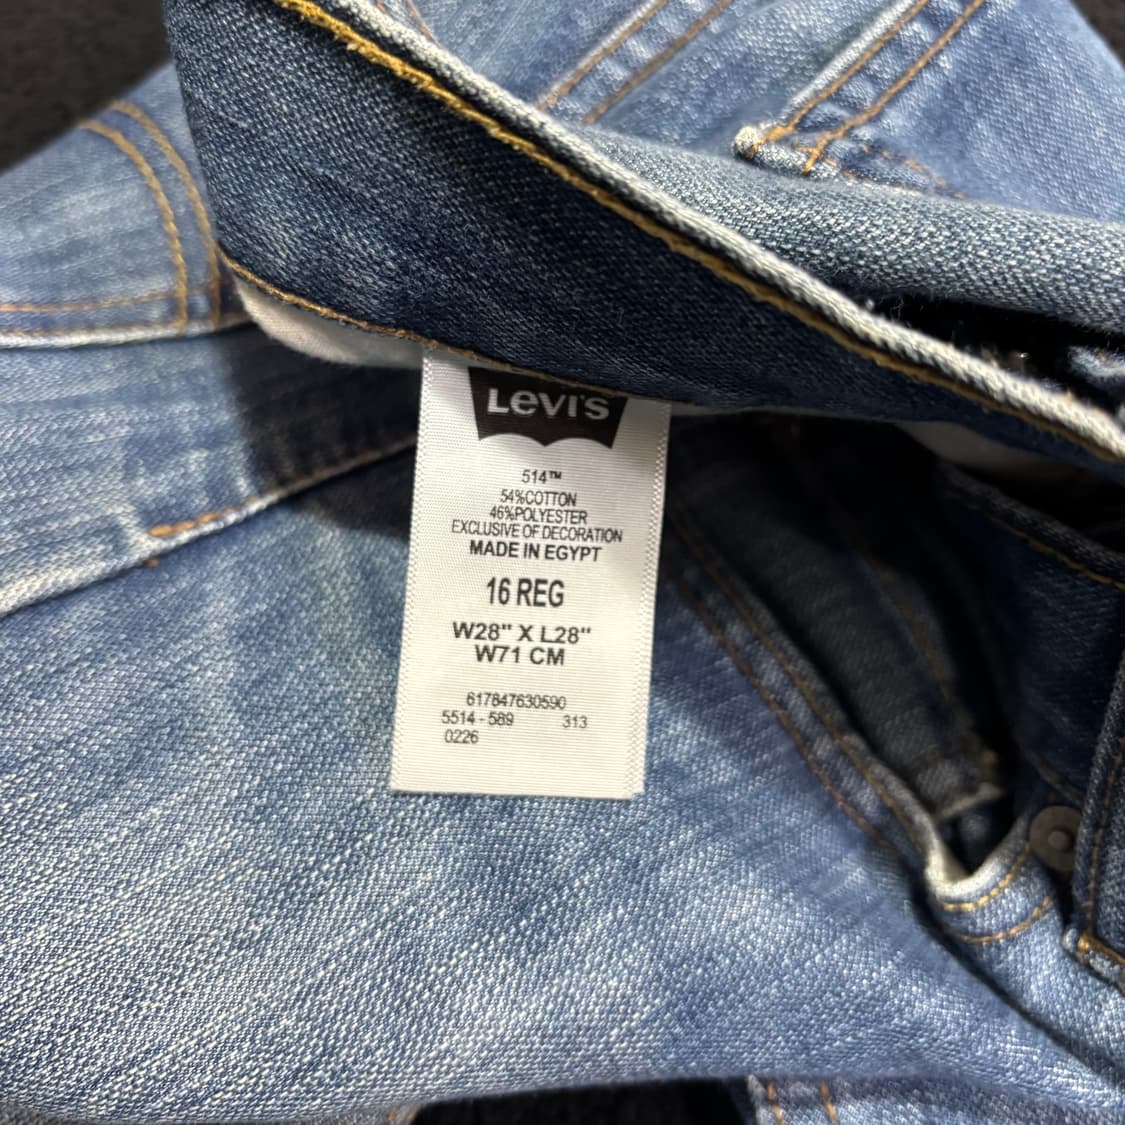 Levi's
514™
54%COTTON
46%POLYESTER
EXCLUSIVE OF DECORATION
MADE IN EGYPT
16 REG
W28" X L28"
W71 CM
617847630590
5514 - 589 313
0226